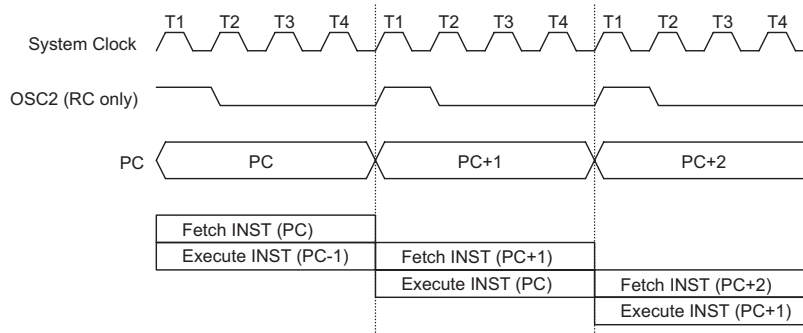 T1 T2 T3 T4 T1 T2 T3 T4 T1 T2 T3 T4
System Clock
OSC2 (RC only)
PC PC PC+1 PC+2
Fetch INST (PC)
Execute INST (PC-1) Fetch INST (PC+1)
Execute INST (PC) Fetch INST (PC+2)
Execute INST (PC+1)